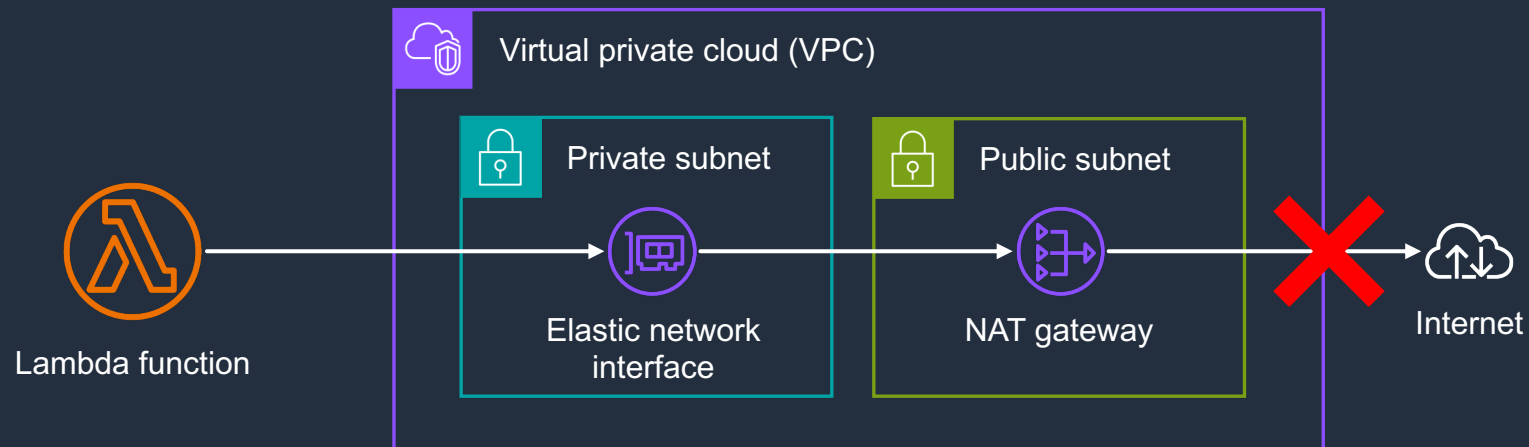 Virtual private cloud (VPC)
Private subnet
Public subnet
Lambda function
Elastic network
interface
NAT gateway
Internet